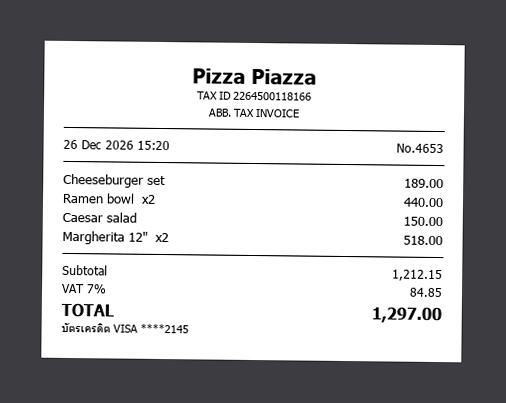 Pizza Piazza
TAX ID 2264500118166
ABB. TAX INVOICE
26 Dec 2026 15:20 No.4653
Cheeseburger set 189.00
Ramen bowl x2 440.00
Caesar salad 150.00
Margherita 12" x2 518.00
Subtotal 1,212.15
VAT 7% 84.85
TOTAL 1,297.00
บัตรเครดิต VISA ****2145